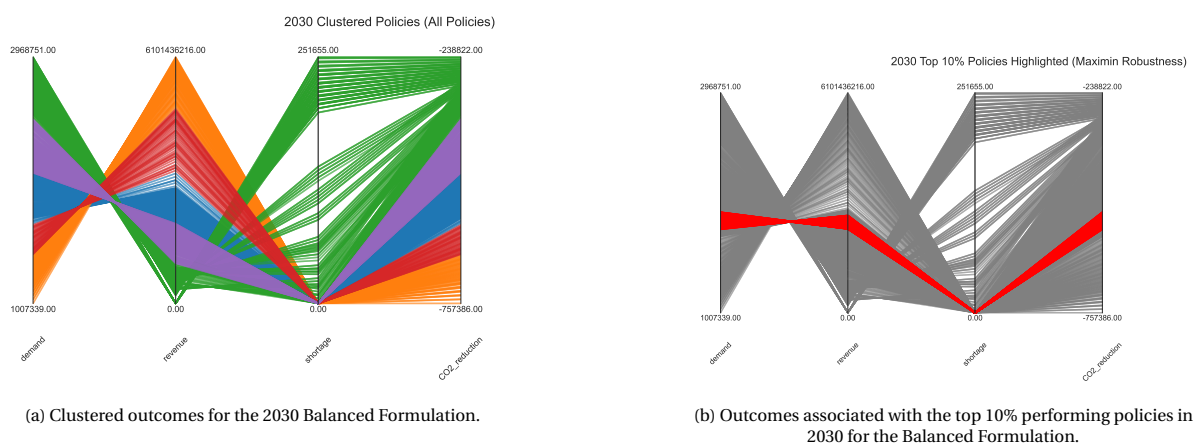 2030 Clustered Policies (All Policies)
2968751.00
6101436216.00
251655.00
-238822.00
1007339.00
0.00
0.00
-757386.00
demand
revenue
shortage
CO2_reduction
(a) Clustered outcomes for the 2030 Balanced Formulation.
2030 Top 10% Policies Highlighted (Maximin Robustness)
2968751.00
6101436216.00
251655.00
-238822.00
1007339.00
0.00
0.00
-757386.00
demand
revenue
shortage
CO2_reduction
(b) Outcomes associated with the top 10% performing policies in
2030 for the Balanced Formulation.